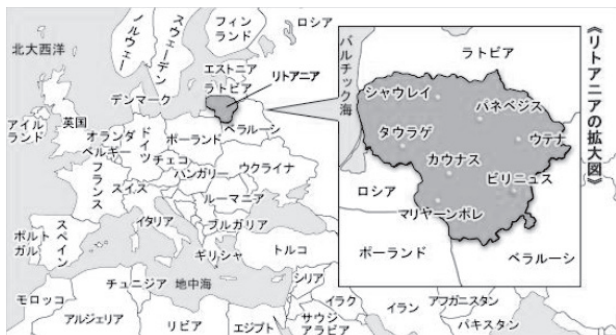 北大西洋
ノルウェー
スウェーデン
フィン
ランド
ロシア
エストニア
ラトビア
リトアニア
デンマーク
アイル
ランド
英国
オランダ
ベルギー
ドイツ
ポーランド
ベラルーシ
チェコ
ウクライナ
フランス
スイス
ハンガリー
ルーマニア
イタリア
ブルガリア
ポルト
ガル
スペイン
ギリシャ
トルコ
チュニジア
地中海
シリア
モロッコ
アルジェリア
リビア
エジプト
サウジ
アラビア
イラク
イラン
アフガニスタン
パキスタン
《リトアニアの拡大図》
バルチック海
ラトビア
シャウレイ
パネベジス
タウラゲ
ウテナ
カウナス
ビリニュス
ロシア
マリヤーンポレ
ポーランド
ベラルーシ